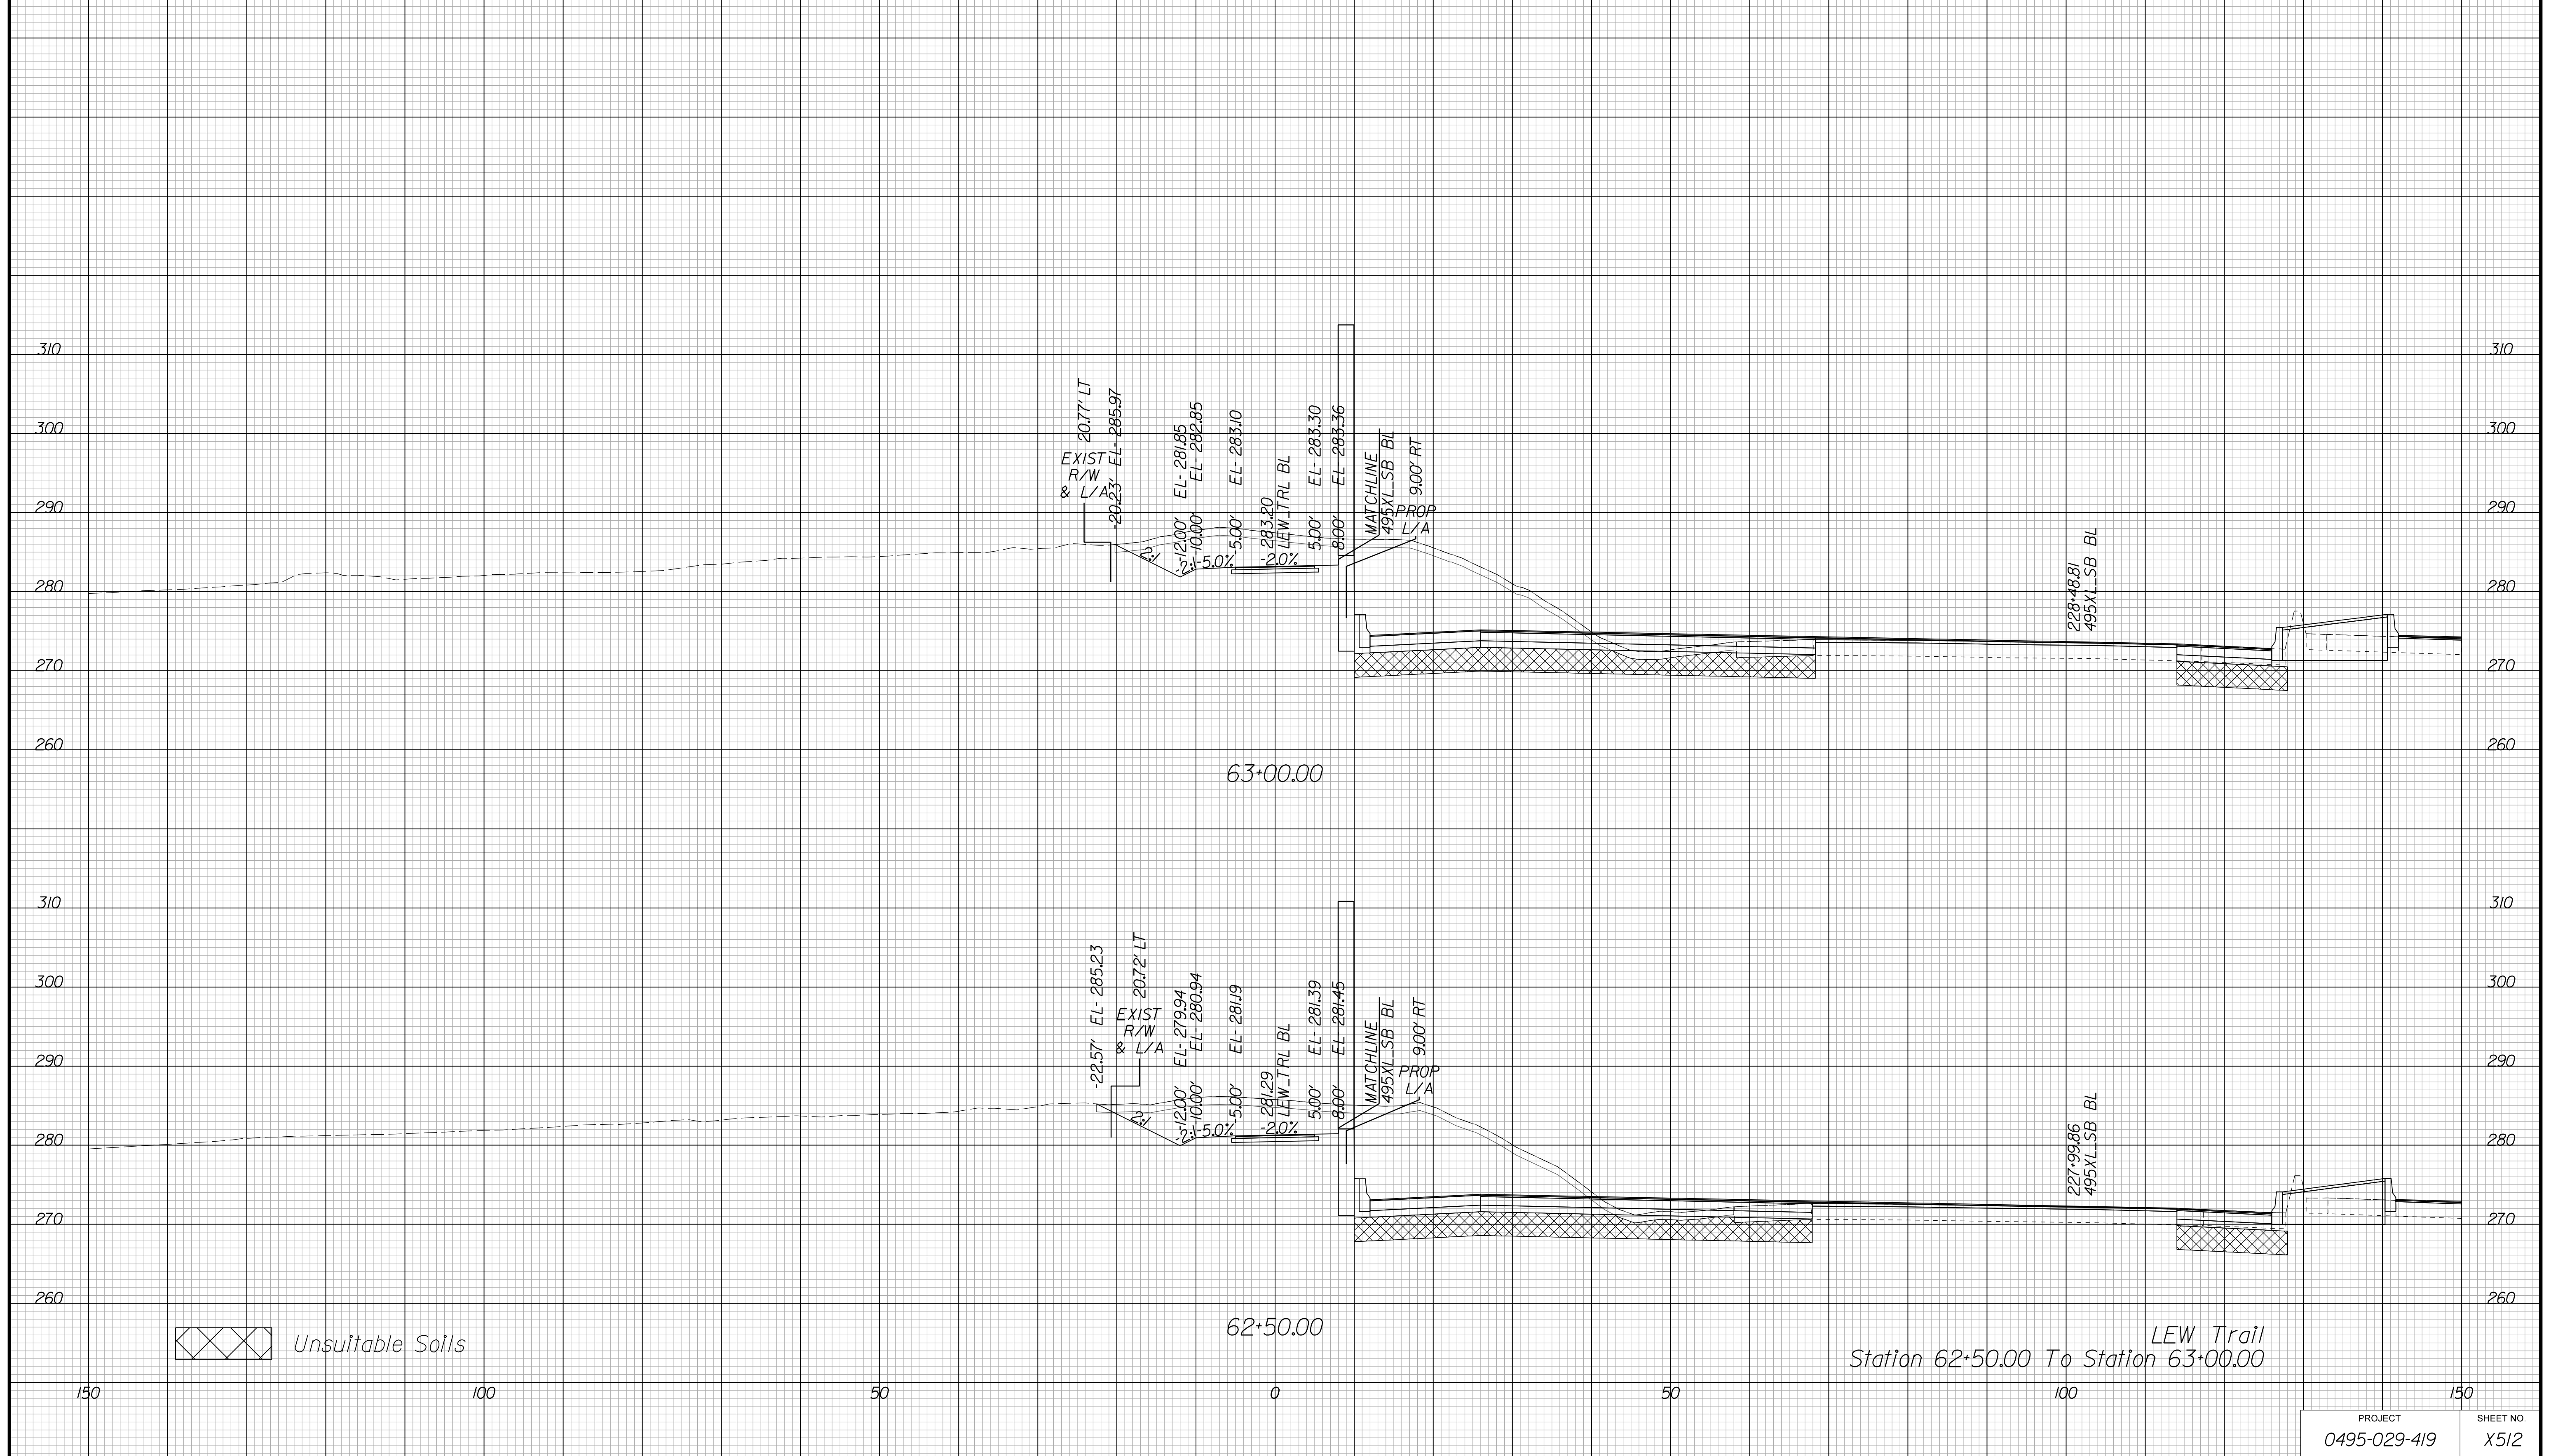 310
310
300
300
290
290
280
280
270
270
260
260
EXIST
R/W
& L/A
20.77' LT
-20.23' EL- 285.97
-12.00' EL- 281.85
-10.00' EL- 282.85
-5.00' EL- 283.10
283.20
LEW_TRL BL
5.00' EL- 283.30
8.00' EL- 283.36
MATCHLINE
495XL_SB BL
PROP
L/A
9.00' RT
2:1
-2:1
-5.0%
-2.0%
228+48.81
495XL_SB BL
63+00.00
310
310
300
300
290
290
280
280
270
270
260
260
-22.57' EL- 285.23
EXIST
R/W
& L/A
20.72' LT
-12.00' EL- 279.94
-10.00' EL- 280.94
-5.00' EL- 281.19
281.29
LEW_TRL BL
5.00' EL- 281.39
8.00' EL- 281.45
MATCHLINE
495XL_SB BL
PROP
L/A
9.00' RT
2:1
-2:1
-5.0%
-2.0%
227+99.86
495XL_SB BL
62+50.00
Unsuitable Soils
LEW Trail
Station 62+50.00 To Station 63+00.00
150 100 50 0 50 100 150
PROJECT
0495-029-419
SHEET NO.
X512